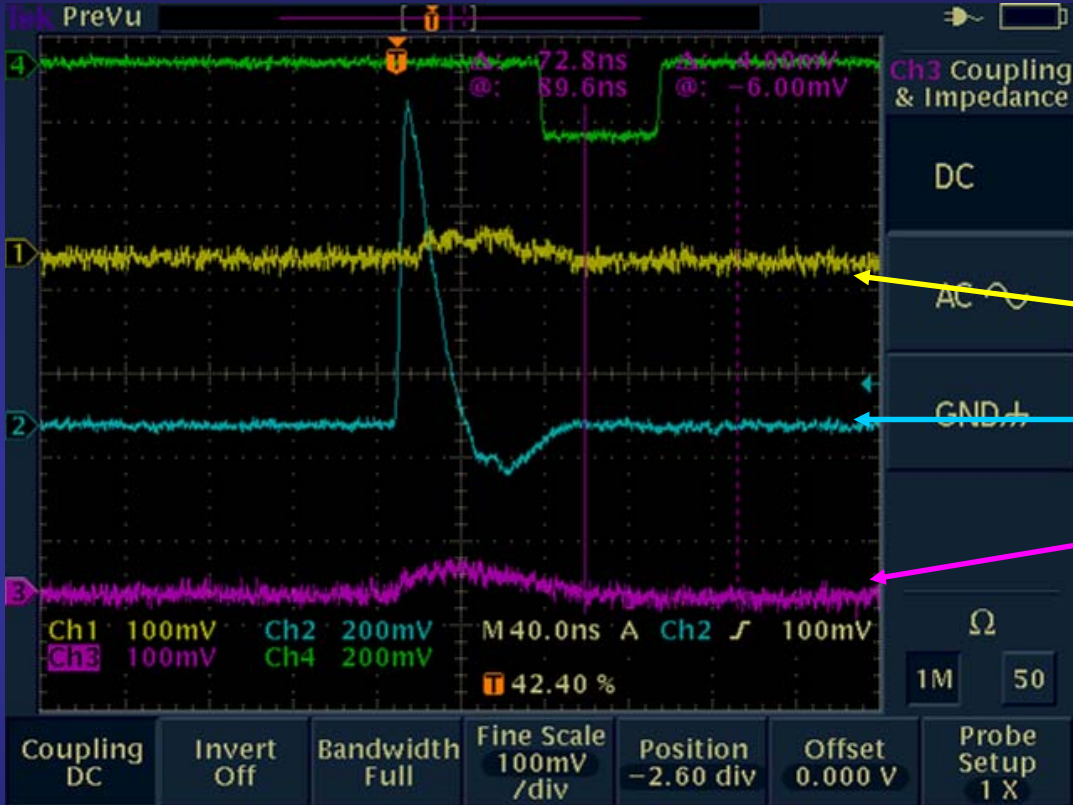 Tek PreVu
T
T
4
Δ: 72.8ns Δ: 4.00mV
@: 89.6ns @: -6.00mV
Ch3 Coupling
& Impedance
DC
1
AC
2
GND
3
Ch1 100mV Ch2 200mV M 40.0ns A Ch2 100mV
Ch3 100mV Ch4 200mV
T 42.40 %
Ω
1M 50
Coupling
DC
Invert
Off
Bandwidth
Full
Fine Scale
100mV
/div
Position
-2.60 div
Offset
0.000 V
Probe
Setup
1 X